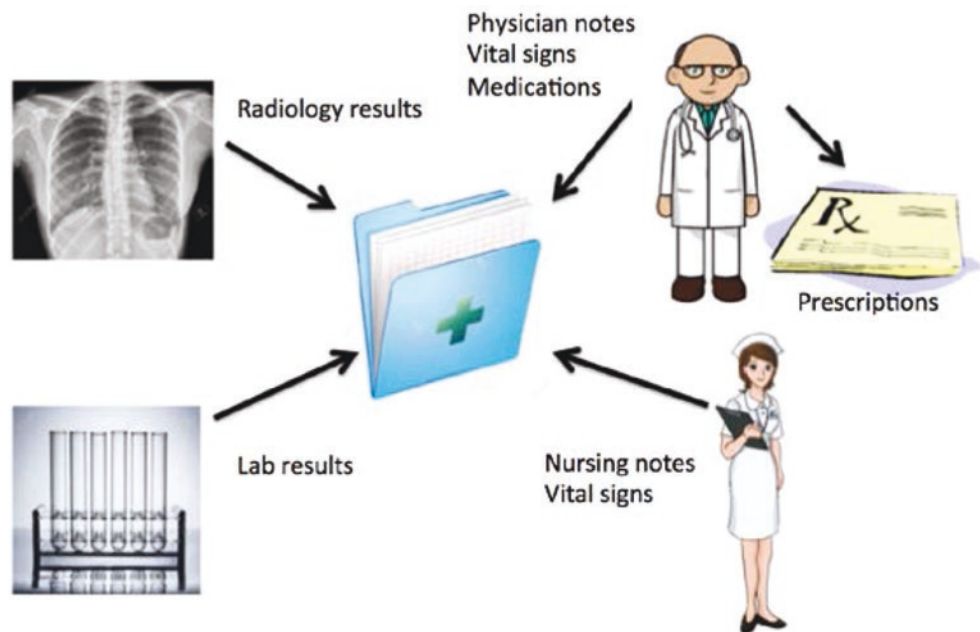 Physician notes
Vital signs
Medications
Radiology results
Rx
Prescriptions
Lab results
Nursing notes
Vital signs